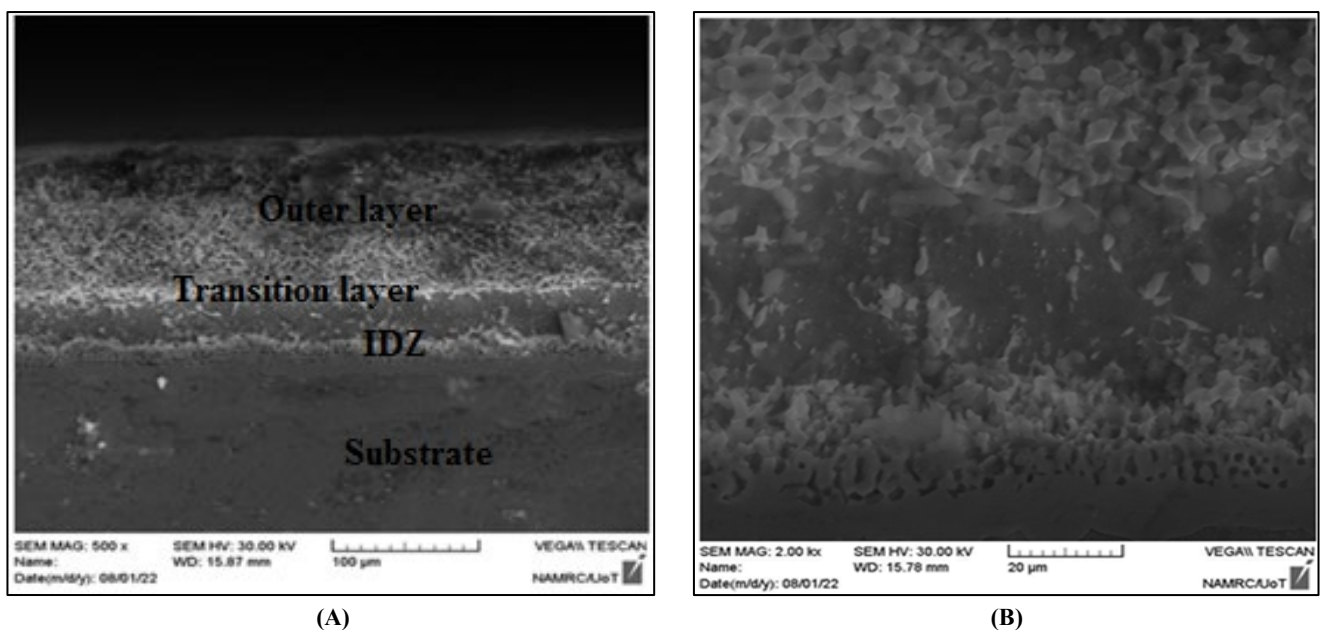 Outer layer
Transition layer
IDZ
Substrate
SEM MAG: 500 x SEM HV: 30.00 kV VEGA\\ TESCAN
Name: WD: 15.87 mm 100 µm
Date(m/d/y): 08/01/22 NAMRC/UoT
(A)
SEM MAG: 2.00 kx SEM HV: 30.00 kV VEGA\\ TESCAN
Name: WD: 15.78 mm 20 µm
Date(m/d/y): 08/01/22 NAMRC/UoT
(B)